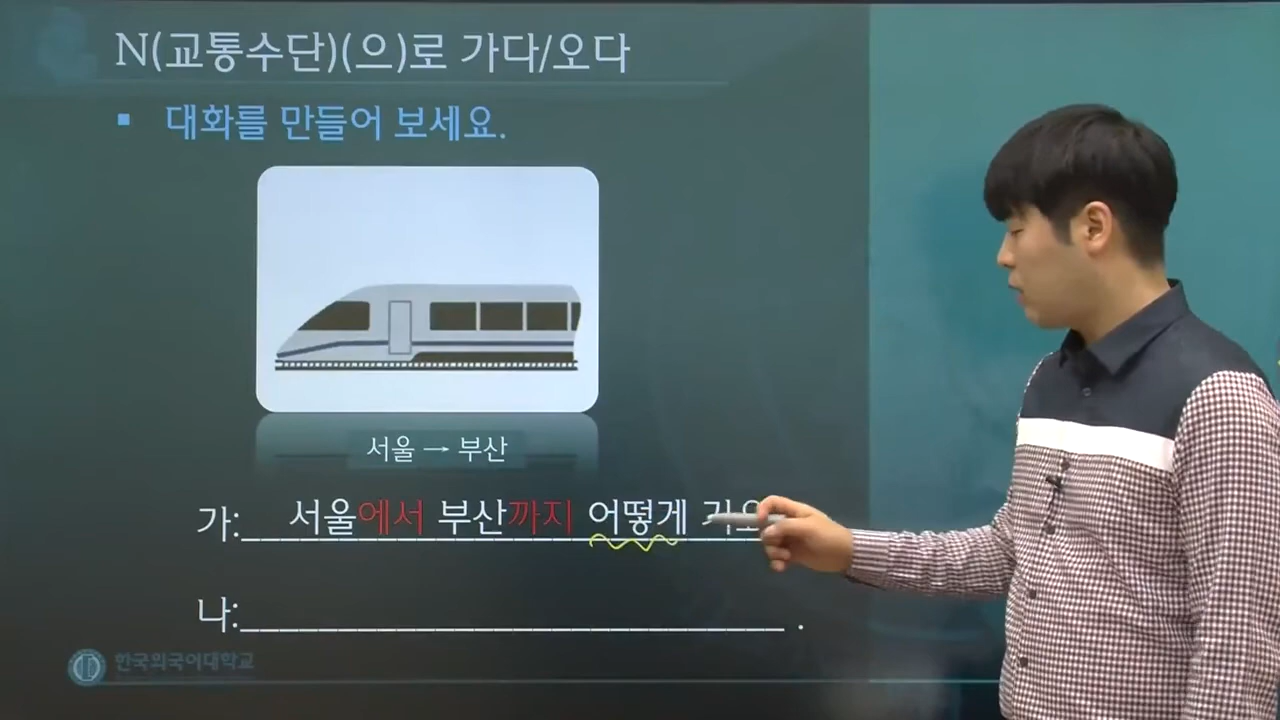 N(교통수단)(으)로 가다/오다
▪ 대화를 만들어 보세요.
서울 → 부산
가: 서울에서 부산까지 어떻게
나: .
한국외국어대학교